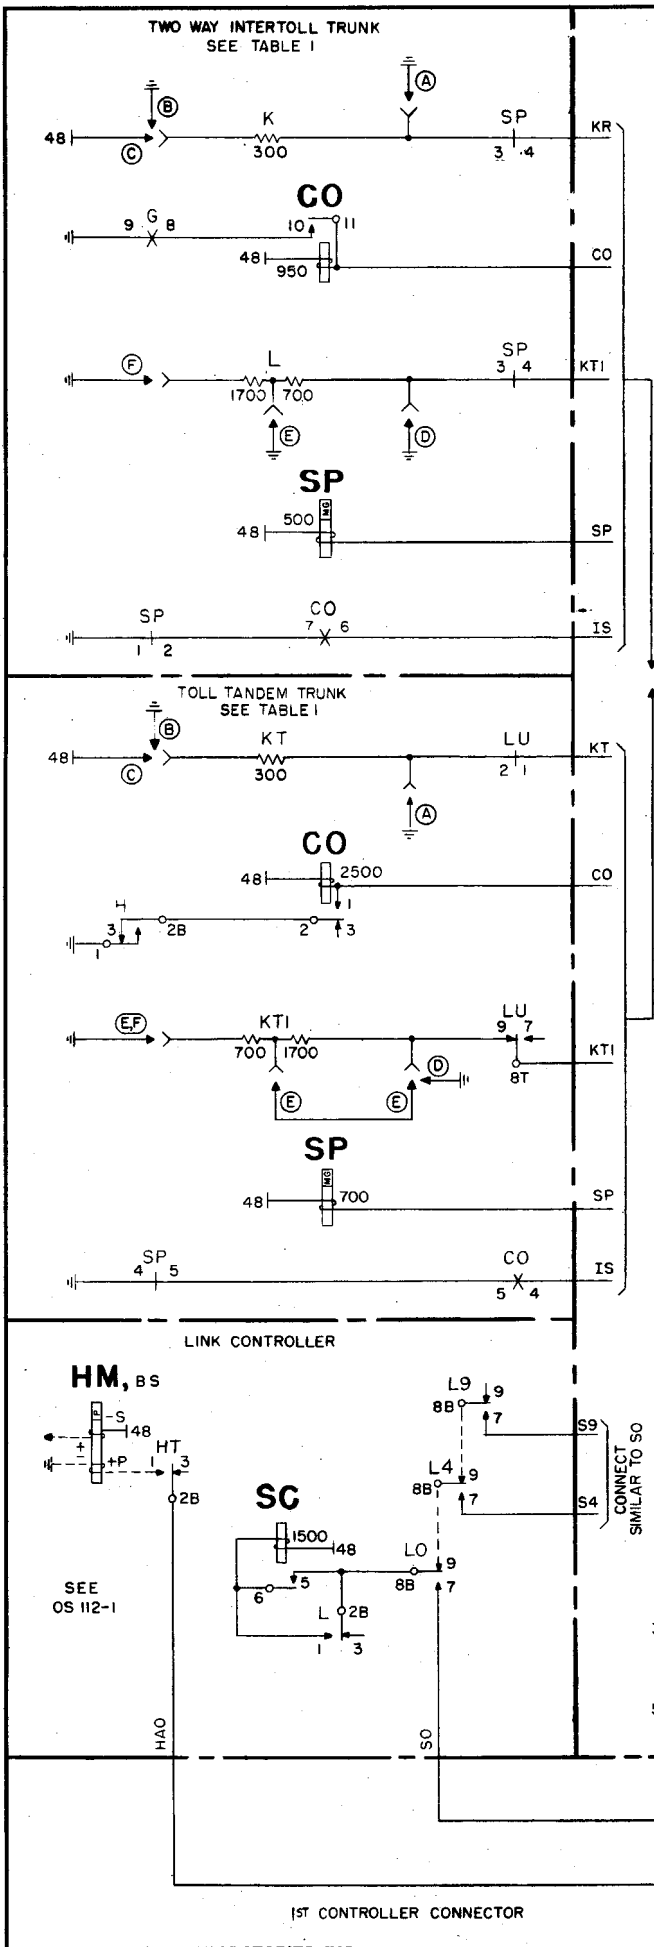 TWO WAY INTERTOLL TRUNK
SEE TABLE I
A
B
48
C
K
300
SP
3 4
KR
CO
9 G 8
10
11
48
950
CO
F
L
1700
700
E
D
SP
3 4
KTI
SP
MG
500
48
SP
SP
1 2
CO
7 6
IS
TOLL TANDEM TRUNK
SEE TABLE I
B
48
C
KT
300
A
LU
2 1
KT
CO
48
2500
CO
1
H
3
1
2B
2
3
E,F
KTI
700
1700
E
E
D
LU
9 7
8T
KTI
SP
MG
48
700
SP
SP
4 5
CO
5 4
IS
LINK CONTROLLER
HM, BS
P
-S
48
+
-
+P
HT
1
3
2B
L9
8B
9
7
S9
L4
8B
9
7
S4
CONNECT
SIMILAR TO SO
SC
1500
48
6
5
L
2B
1
3
LO
8B
9
7
SEE
OS 112-1
HAO
SO
1ST CONTROLLER CONNECTOR